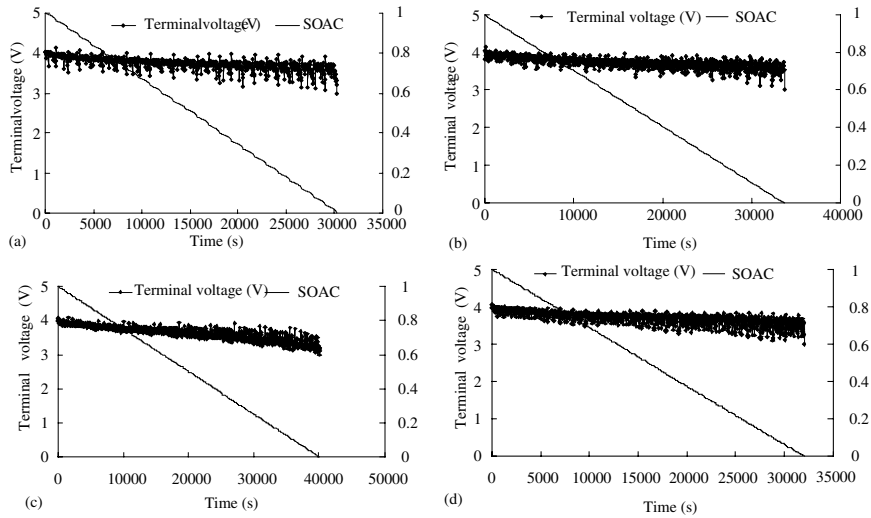 Terminalvoltage(V) SOAC
Terminalvoltage (V)
5
4
3
2
1
0
1
0.8
0.6
0.4
0.2
0
0 5000 10000 15000 20000 25000 30000 35000
Time (s)
(a)
Terminal voltage (V) SOAC
Terminal voltage (V)
5
4
3
2
1
0
1
0.8
0.6
0.4
0.2
0
0 10000 20000 30000 40000
Time (s)
(b)
Terminal voltage (V) SOAC
Terminal voltage (V)
5
4
3
2
1
0
1
0.8
0.6
0.4
0.2
0
0 10000 20000 30000 40000 50000
Time (s)
(c)
Terminal voltage (V) SOAC
Terminal voltage (V)
5
4
3
2
1
0
1
0.8
0.6
0.4
0.2
0
0 5000 10000 15000 20000 25000 30000 35000
Time (s)
(d)